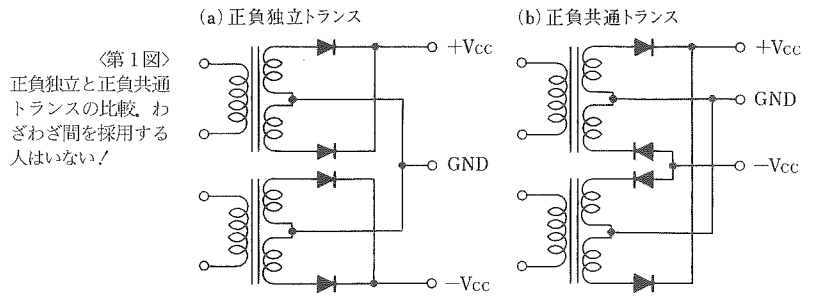 (a) 正負独立トランス
(b) 正負共通トランス
〈第1図〉
正負独立と正負共通
トランスの比較．わ
ざわざ間を採用する
人はいない！
+Vcc
GND
−Vcc
+Vcc
GND
−Vcc